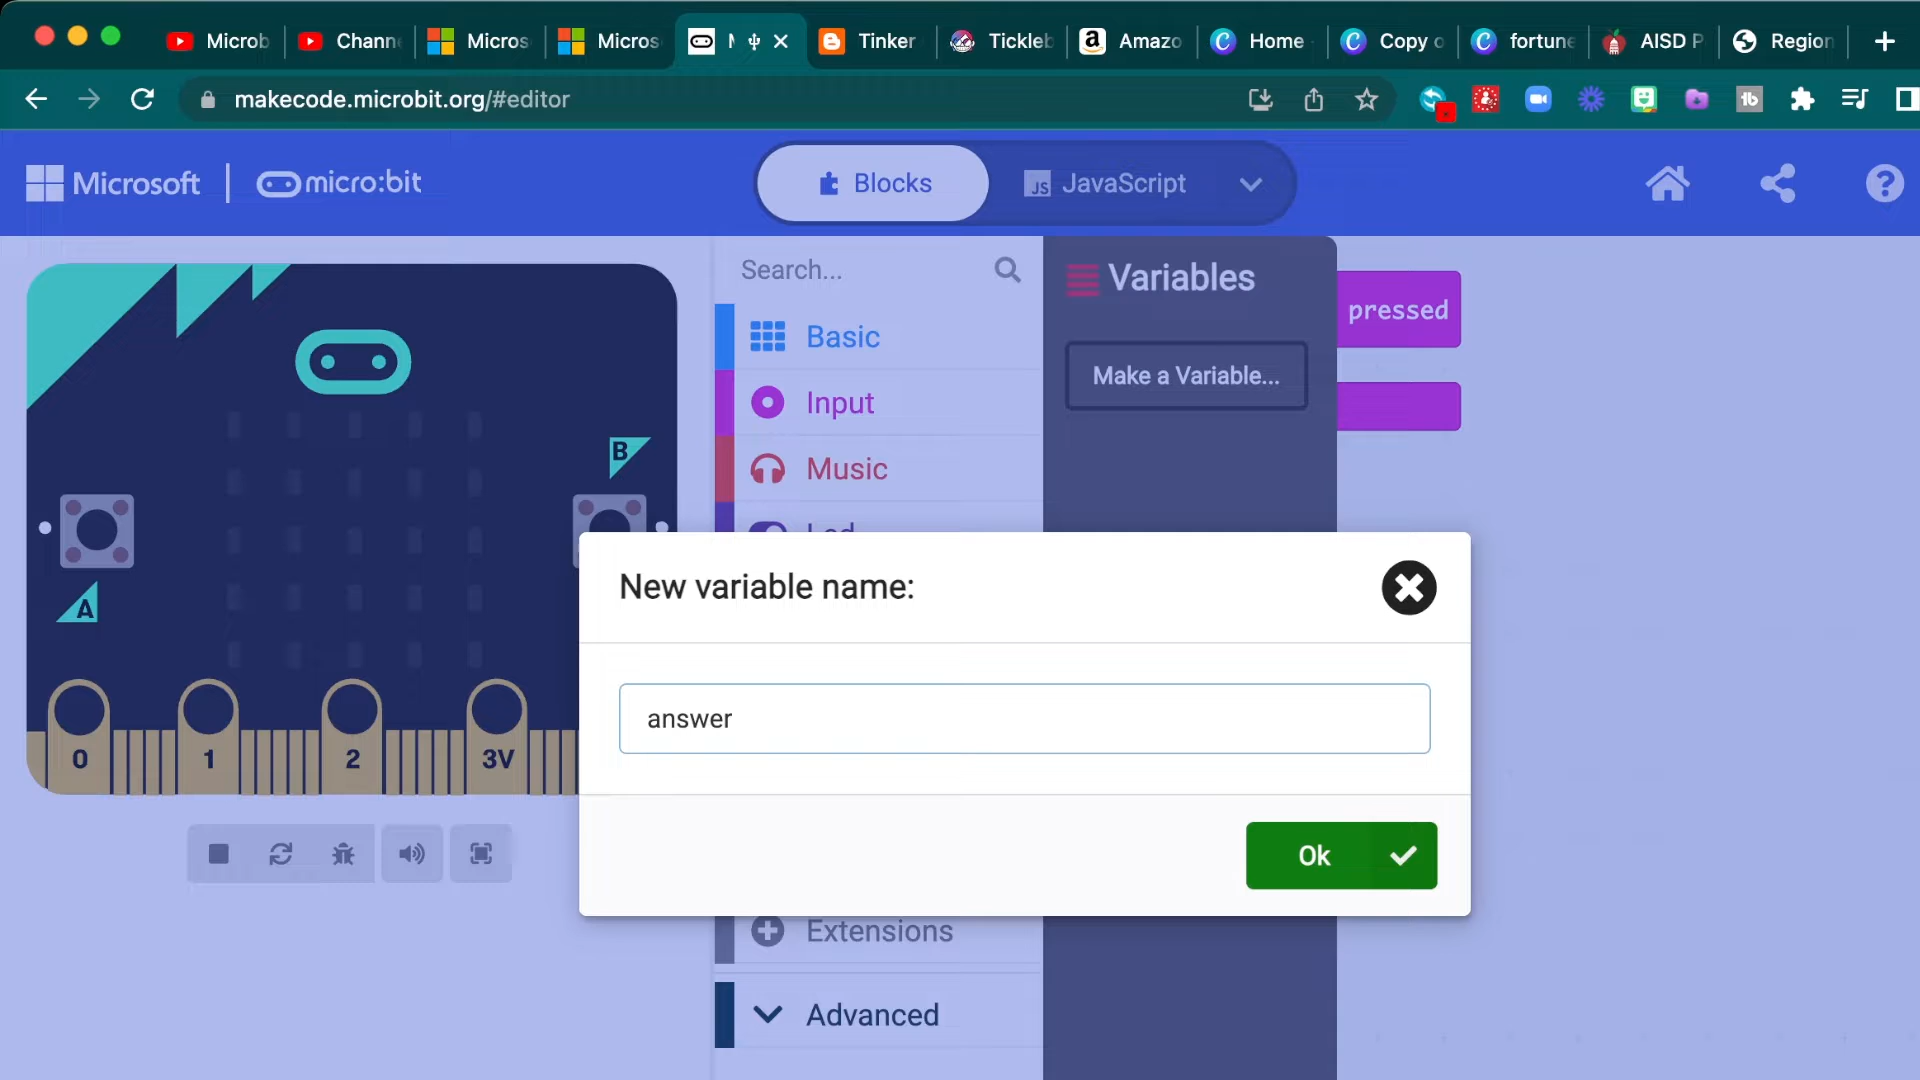 Microb
Chann
Micros
Micros
Tinker
Tickleb
Amazo
Home
Copy o
fortune
AISD P
Region
makecode.microbit.org/#editor
Microsoft
micro:bit
Blocks
JS JavaScript
Search...
Basic
Input
Music
Led
Variables
Make a Variable...
pressed
B
A
0
1
2
3V
New variable name:
answer
Ok
Extensions
Advanced